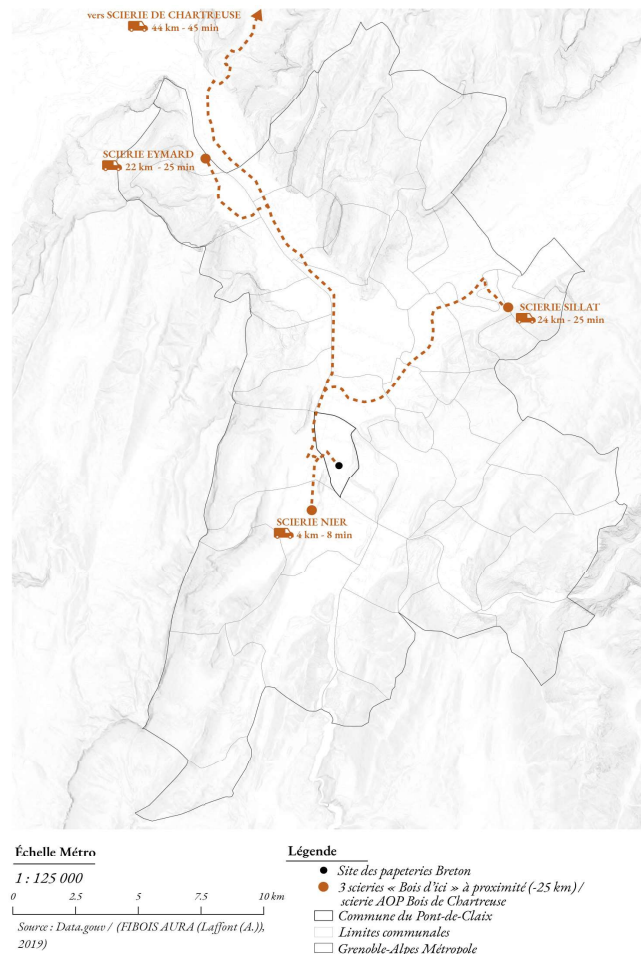 vers SCIERIE DE CHARTREUSE
44 km - 45 min
SCIERIE EYMARD
22 km - 25 min
SCIERIE SILLAT
24 km - 25 min
SCIERIE NIER
4 km - 8 min
Échelle Métro
1 : 125 000
0 2.5 5 7.5 10 km
Source : Data.gouv / (FIBOIS AURA (Laffont (A.)),
2019)
Légende
Site des papeteries Breton
3 scieries « Bois d'ici » à proximité (-25 km) /
scierie AOP Bois de Chartreuse
Commune du Pont-de-Claix
Limites communales
Grenoble-Alpes Métropole